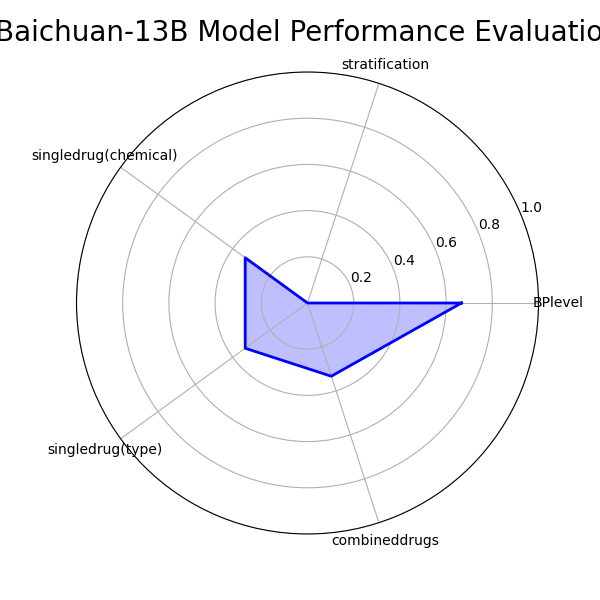 Baichuan-13B Model Performance Evaluatio
stratification
singledrug(chemical)
1.0
0.8
0.6
0.4
0.2
BPlevel
singledrug(type)
combineddrugs